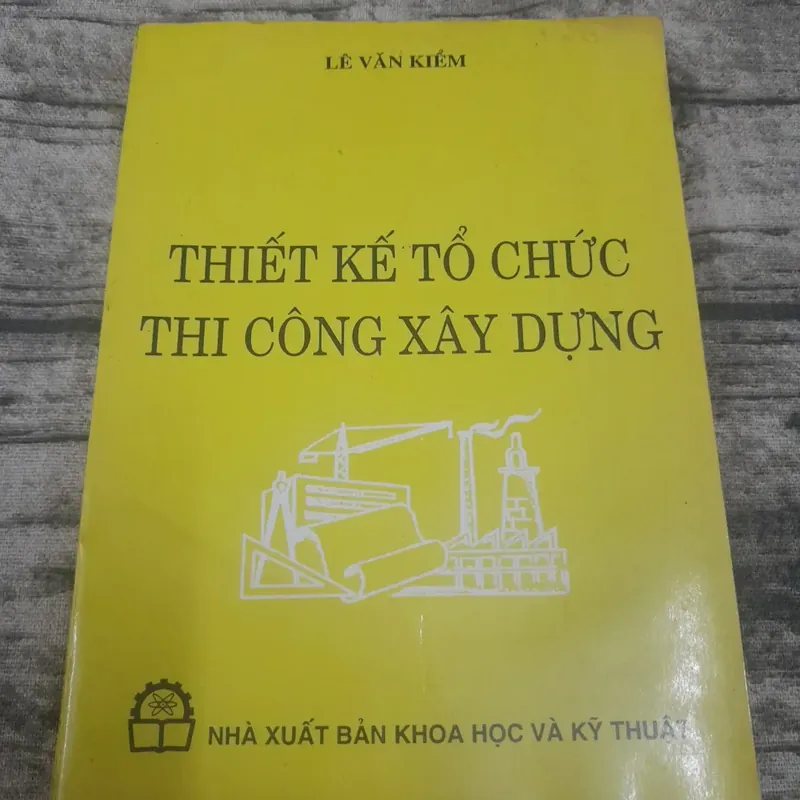 LÊ VĂN KIỂM
THIẾT KẾ TỔ CHỨC
THI CÔNG XÂY DỰNG
NHÀ XUẤT BẢN KHOA HỌC VÀ KỸ THUẬT